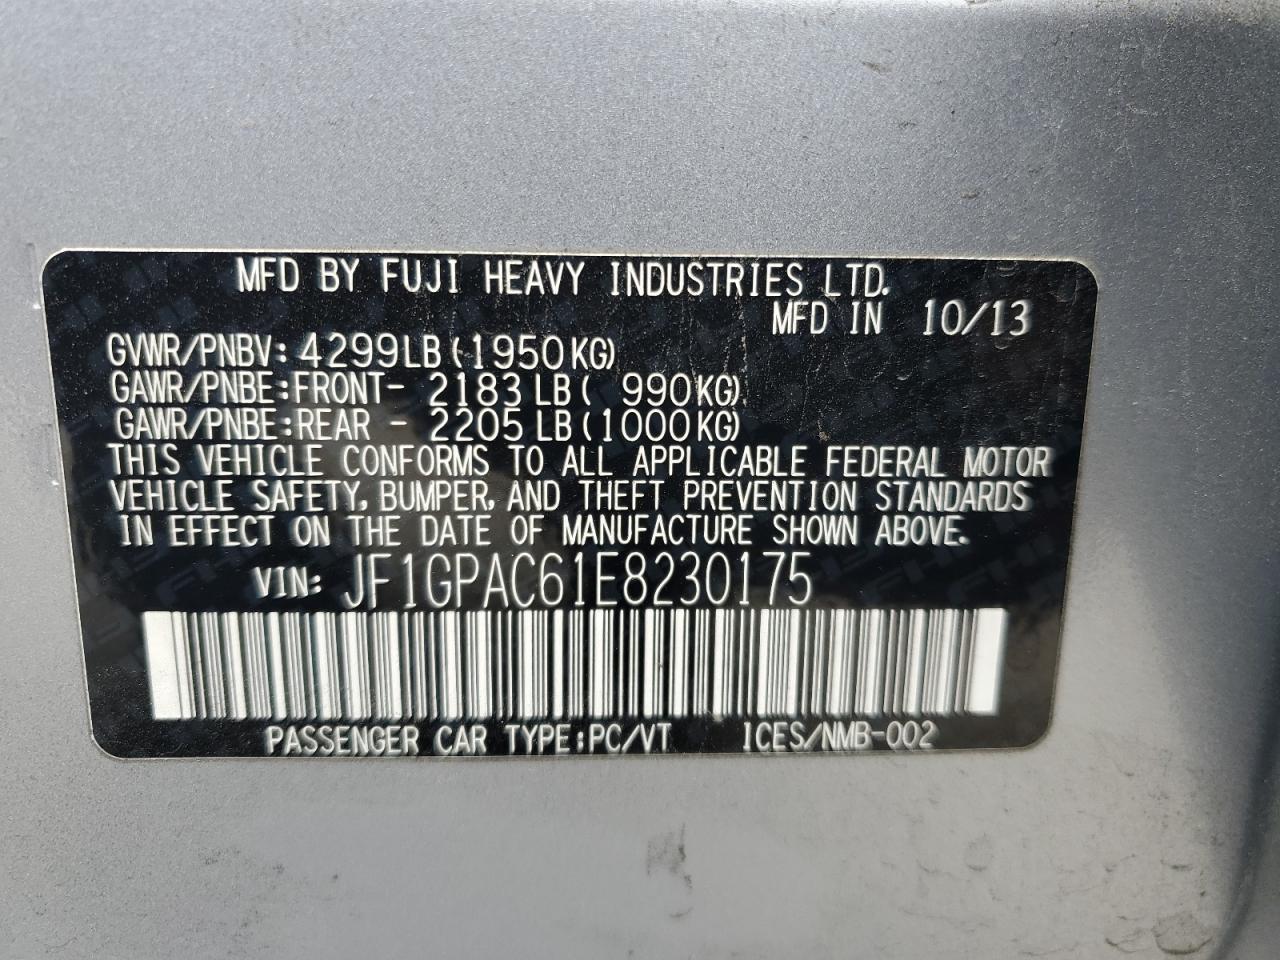 MFD BY FUJI HEAVY INDUSTRIES LTD.
MFD IN 10/13
GVWR/PNBV: 4299LB(1950KG)
GAWR/PNBE:FRONT- 2183LB( 990KG)
GAWR/PNBE:REAR - 2205LB(1000KG)
THIS VEHICLE CONFORMS TO ALL APPLICABLE FEDERAL MOTOR
VEHICLE SAFETY, BUMPER, AND THEFT PREVENTION STANDARDS
IN EFFECT ON THE DATE OF MANUFACTURE SHOWN ABOVE.
VIN: JF1GPAC61E8230175
PASSENGER CAR TYPE:PC/VT ICES/NMB-002